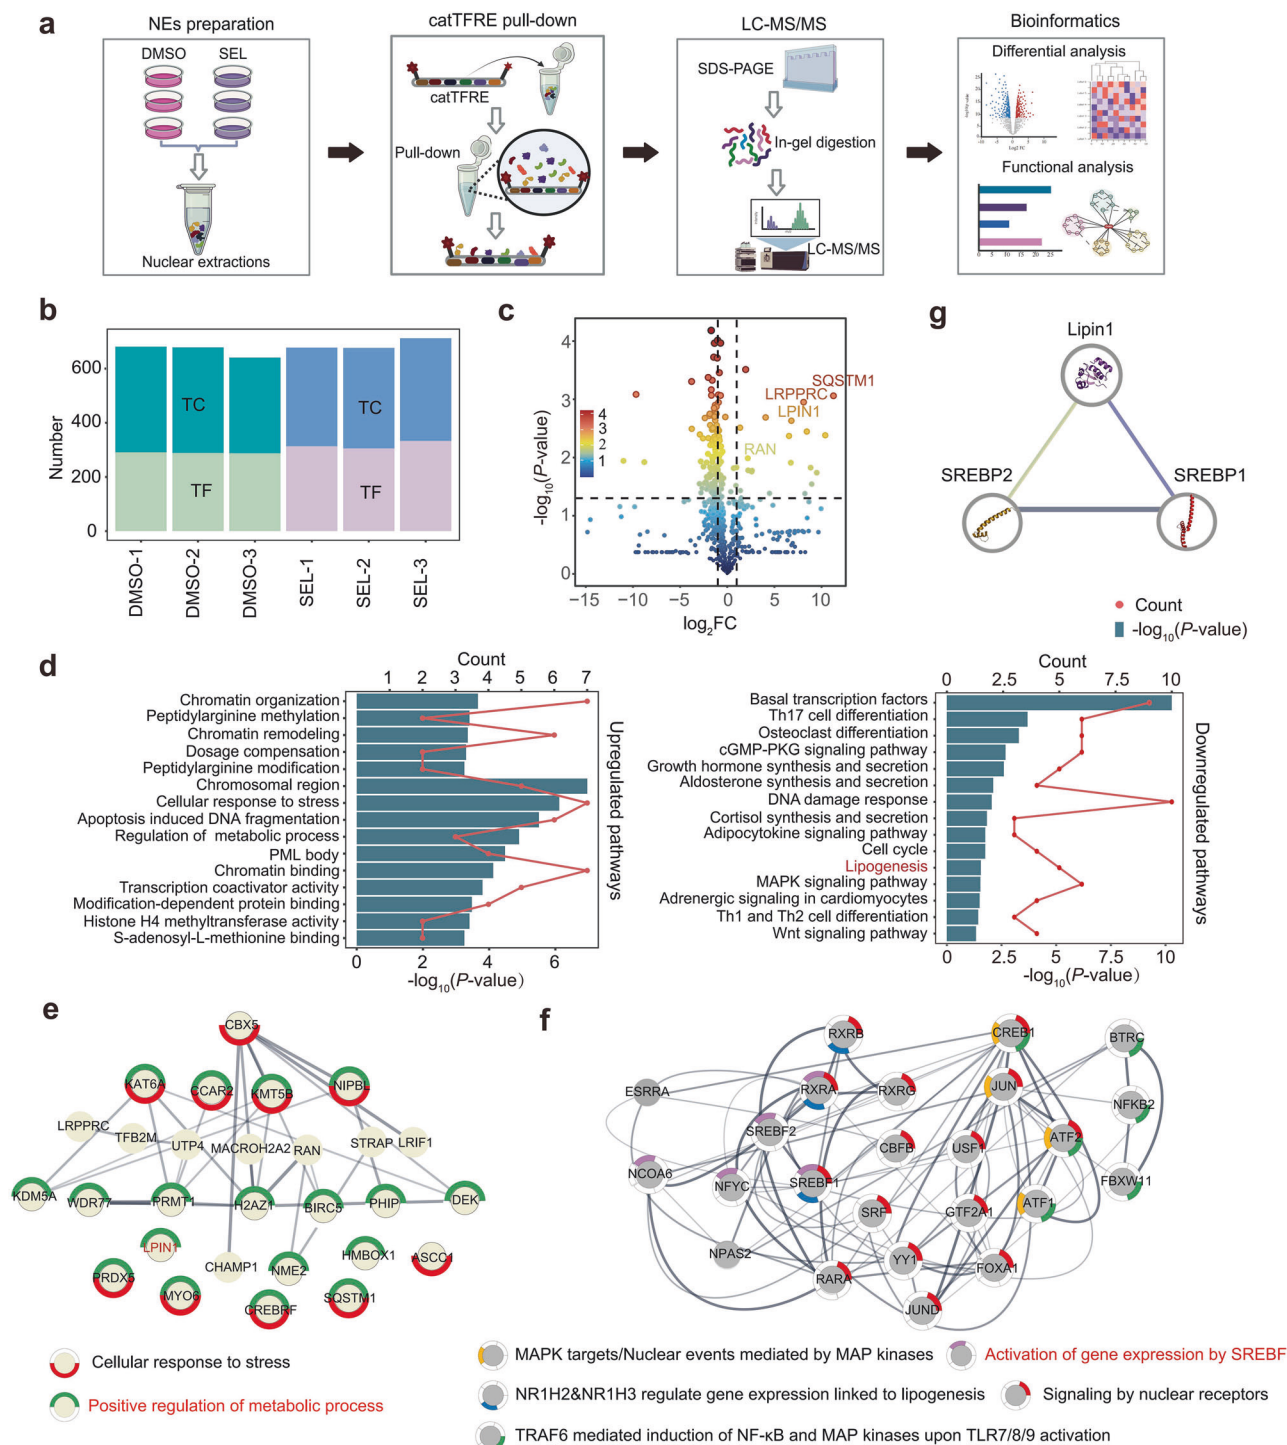 a
NEs preparation
DMSO SEL
Nuclear extractions
catTFRE pull-down
catTFRE
Pull-down
LC-MS/MS
SDS-PAGE
In-gel digestion
LC-MS/MS
Bioinformatics
Differential analysis
Log2 FC
Functional analysis
0 5 10 15 20 25
b
Number
600
400
200
0
TC
TF
TC
TF
DMSO-1
DMSO-2
DMSO-3
SEL-1
SEL-2
SEL-3
c
-log10(P-value)
4
3
2
1
0
4
3
2
1
SQSTM1
LRPPRC
LPIN1
RAN
−15 −10 −5 0 5 10
log2FC
g
Lipin1
SREBP2
SREBP1
Count
-log10(P-value)
d
Count
1 2 3 4 5 6 7
Chromatin organization
Peptidylarginine methylation
Chromatin remodeling
Dosage compensation
Peptidylarginine modification
Chromosomal region
Cellular response to stress
Apoptosis induced DNA fragmentation
Regulation of metabolic process
PML body
Chromatin binding
Transcription coactivator activity
Modification-dependent protein binding
Histone H4 methyltransferase activity
S-adenosyl-L-methionine binding
0 2 4 6
-log10(P-value)
Upregulated pathways
Count
0 2.5 5 7.5 10
Basal transcription factors
Th17 cell differentiation
Osteoclast differentiation
cGMP-PKG signaling pathway
Growth hormone synthesis and secretion
Aldosterone synthesis and secretion
DNA damage response
Cortisol synthesis and secretion
Adipocytokine signaling pathway
Cell cycle
Lipogenesis
MAPK signaling pathway
Adrenergic signaling in cardiomyocytes
Th1 and Th2 cell differentiation
Wnt signaling pathway
0 2.5 5 7.5 10
-log10(P-value)
Downregulated pathways
e
CBX5
KAT6A
CCAR2
KMT5B
NIPBL
LRPPRC
TFB2M
UTP4
MACROH2A2
RAN
STRAP
LRIF1
KDM5A
WDR77
PRMT1
H2AZ1
BIRC5
PHIP
DEK
LPIN1
PRDX5
MYO6
CHAMP1
NME2
HMBOX1
ASCC1
CREBRF
SQSTM1
Cellular response to stress
Positive regulation of metabolic process
f
RXRB
CREB1
BTRC
ESRRA
RXRA
RXRG
JUN
NFKB2
SREBF2
CBFB
USF1
ATF2
NCOA6
NFYC
SREBF1
FBXW11
SRF
GTF2A1
ATF1
NPAS2
RARA
YY1
FOXA1
JUND
MAPK targets/Nuclear events mediated by MAP kinases
Activation of gene expression by SREBF
NR1H2&NR1H3 regulate gene expression linked to lipogenesis
Signaling by nuclear receptors
TRAF6 mediated induction of NF-κB and MAP kinases upon TLR7/8/9 activation